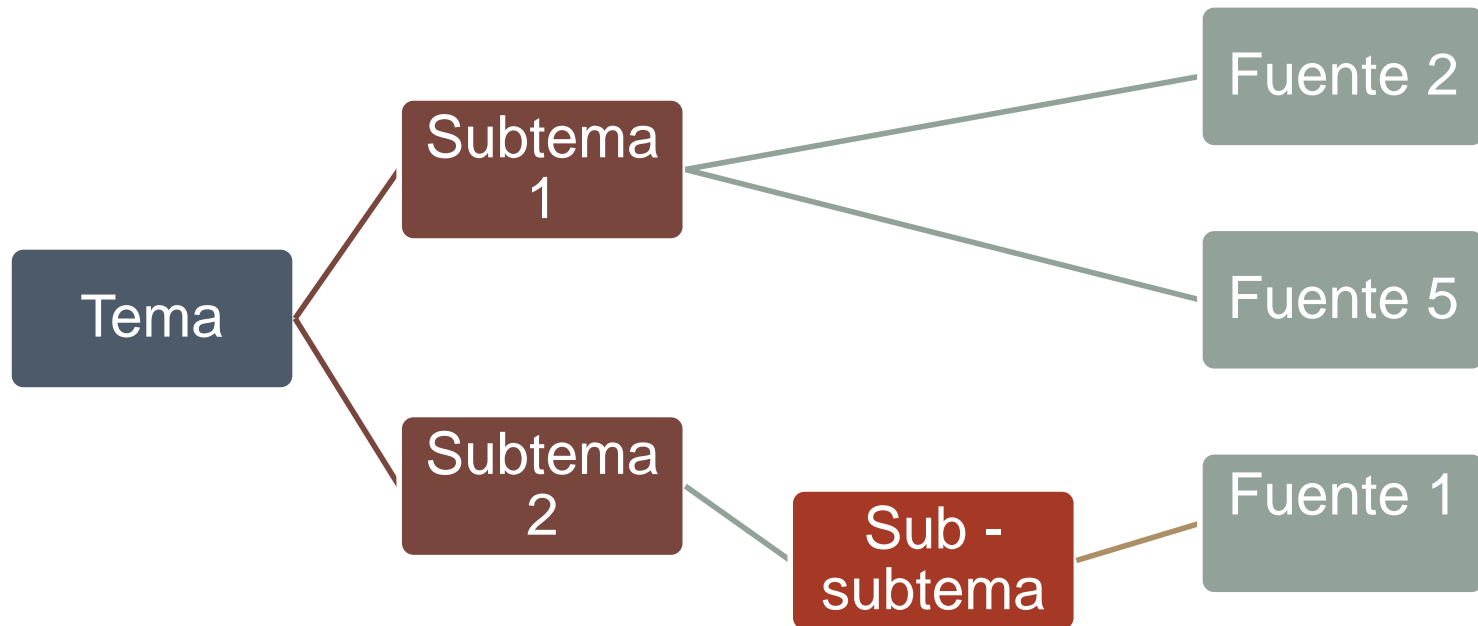 Tema
Subtema
1
Subtema
2
Sub -
subtema
Fuente 2
Fuente 5
Fuente 1